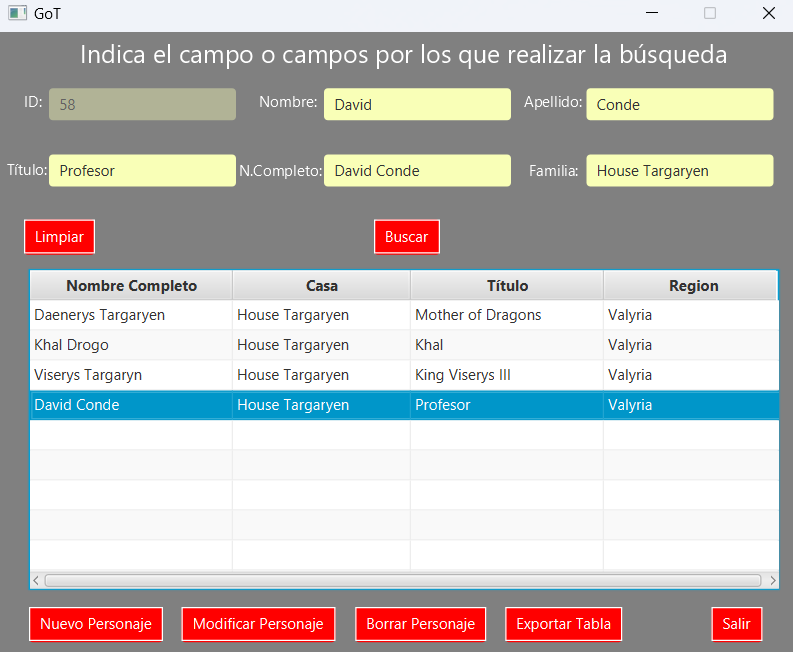 GoT
Indica el campo o campos por los que realizar la búsqueda
ID: 58 Nombre: David Apellido: Conde
Título: Profesor N.Completo: David Conde Familia: House Targaryen
Limpiar Buscar
Nombre Completo Casa Título Region
Daenerys Targaryen House Targaryen Mother of Dragons Valyria
Khal Drogo House Targaryen Khal Valyria
Viserys Targaryn House Targaryen King Viserys III Valyria
David Conde House Targaryen Profesor Valyria
Nuevo Personaje Modificar Personaje Borrar Personaje Exportar Tabla Salir